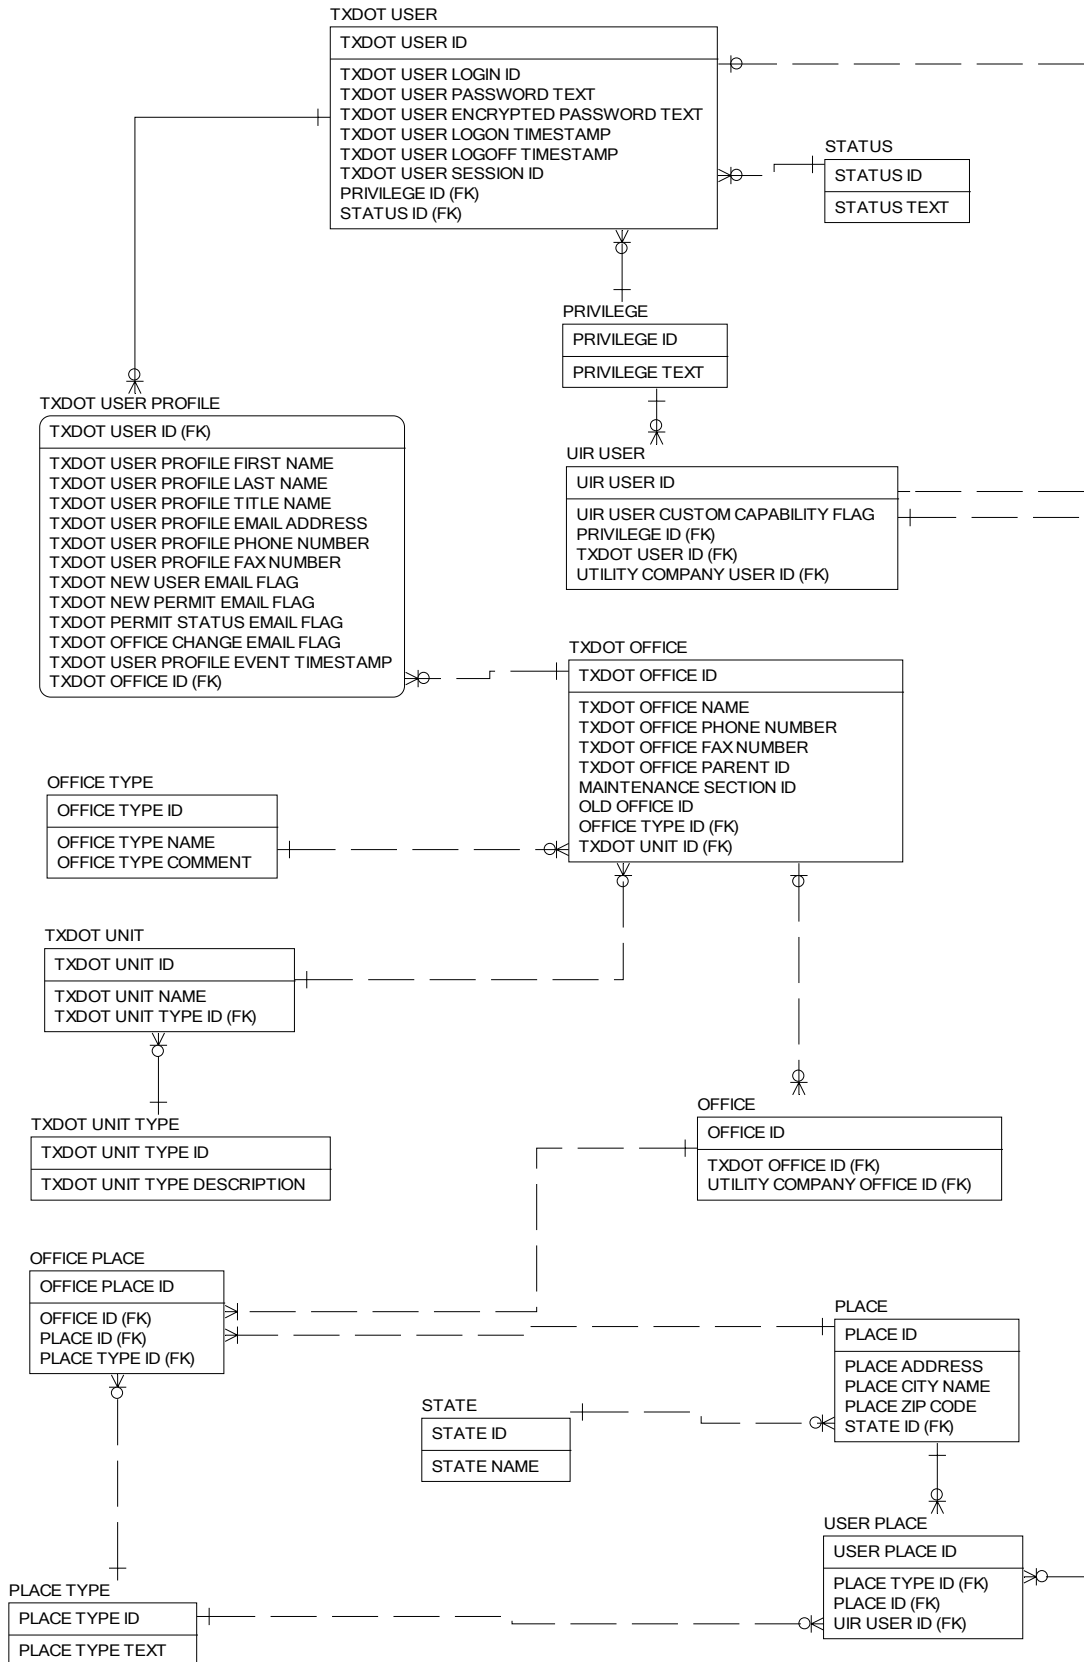 TXDOT USER
TXDOT USER ID
TXDOT USER LOGIN ID
TXDOT USER PASSWORD TEXT
TXDOT USER ENCRYPTED PASSWORD TEXT
TXDOT USER LOGON TIMESTAMP
TXDOT USER LOGOFF TIMESTAMP
TXDOT USER SESSION ID
PRIVILEGE ID (FK)
STATUS ID (FK)
STATUS
STATUS ID
STATUS TEXT
PRIVILEGE
PRIVILEGE ID
PRIVILEGE TEXT
TXDOT USER PROFILE
TXDOT USER ID (FK)
TXDOT USER PROFILE FIRST NAME
TXDOT USER PROFILE LAST NAME
TXDOT USER PROFILE TITLE NAME
TXDOT USER PROFILE EMAIL ADDRESS
TXDOT USER PROFILE PHONE NUMBER
TXDOT USER PROFILE FAX NUMBER
TXDOT NEW USER EMAIL FLAG
TXDOT NEW PERMIT EMAIL FLAG
TXDOT PERMIT STATUS EMAIL FLAG
TXDOT OFFICE CHANGE EMAIL FLAG
TXDOT USER PROFILE EVENT TIMESTAMP
TXDOT OFFICE ID (FK)
UIR USER
UIR USER ID
UIR USER CUSTOM CAPABILITY FLAG
PRIVILEGE ID (FK)
TXDOT USER ID (FK)
UTILITY COMPANY USER ID (FK)
TXDOT OFFICE
TXDOT OFFICE ID
TXDOT OFFICE NAME
TXDOT OFFICE PHONE NUMBER
TXDOT OFFICE FAX NUMBER
TXDOT OFFICE PARENT ID
MAINTENANCE SECTION ID
OLD OFFICE ID
OFFICE TYPE ID (FK)
TXDOT UNIT ID (FK)
OFFICE TYPE
OFFICE TYPE ID
OFFICE TYPE NAME
OFFICE TYPE COMMENT
TXDOT UNIT
TXDOT UNIT ID
TXDOT UNIT NAME
TXDOT UNIT TYPE ID (FK)
TXDOT UNIT TYPE
TXDOT UNIT TYPE ID
TXDOT UNIT TYPE DESCRIPTION
OFFICE
OFFICE ID
TXDOT OFFICE ID (FK)
UTILITY COMPANY OFFICE ID (FK)
OFFICE PLACE
OFFICE PLACE ID
OFFICE ID (FK)
PLACE ID (FK)
PLACE TYPE ID (FK)
PLACE
PLACE ID
PLACE ADDRESS
PLACE CITY NAME
PLACE ZIP CODE
STATE ID (FK)
STATE
STATE ID
STATE NAME
USER PLACE
USER PLACE ID
PLACE TYPE ID (FK)
PLACE ID (FK)
UIR USER ID (FK)
PLACE TYPE
PLACE TYPE ID
PLACE TYPE TEXT